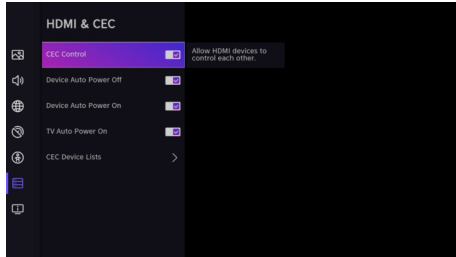 HDMI & CEC
CEC Control
Allow HDMI devices to
control each other.
Device Auto Power Off
Device Auto Power On
TV Auto Power On
CEC Device Lists